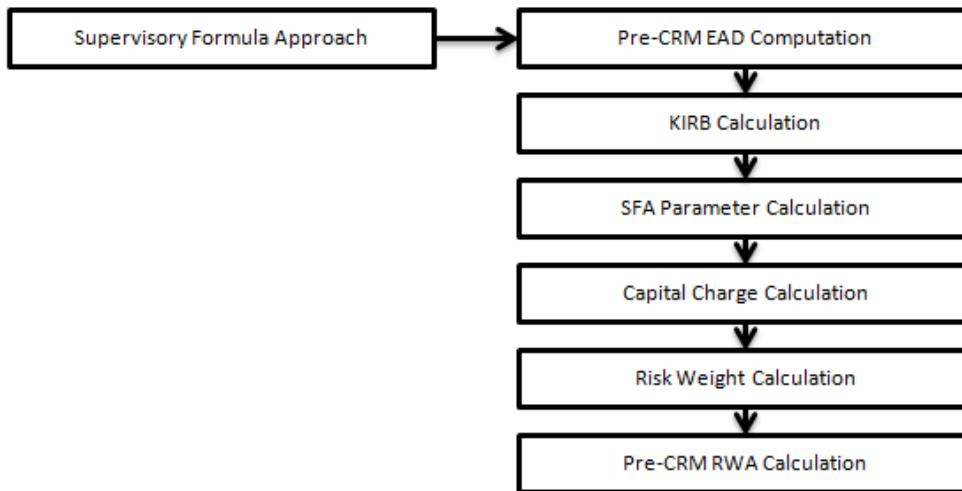 Supervisory Formula Approach
Pre-CRM EAD Computation
KIRB Calculation
SFA Parameter Calculation
Capital Charge Calculation
Risk Weight Calculation
Pre-CRM RWA Calculation